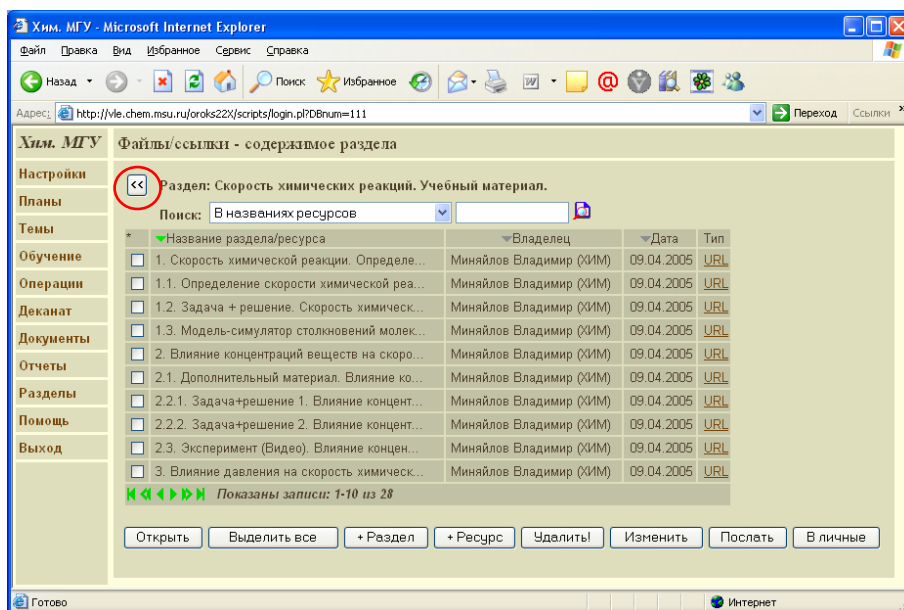 Хим. МГУ - Microsoft Internet Explorer
Файл Правка Вид Избранное Сервис Справка
Назад Поиск Избранное
Адрес: http://vle.chem.msu.ru/oroks22X/scripts/login.pl?DBnum=111 Переход Ссылки »
Хим. МГУ Файлы/ссылки - содержимое раздела
Настройки
Планы
Темы
Обучение
Операции
Деканат
Документы
Отчеты
Разделы
Помощь
Выход
<< Раздел: Скорость химических реакций. Учебный материал.
Поиск: В названиях ресурсов
* Название раздела/ресурса Владелец Дата Тип
1. Скорость химической реакции. Определе... Миняйлов Владимир (ХИМ) 09.04.2005 URL
1.1. Определение скорости химической реа... Миняйлов Владимир (ХИМ) 09.04.2005 URL
1.2. Задача + решение. Скорость химическ... Миняйлов Владимир (ХИМ) 09.04.2005 URL
1.3. Модель-симулятор столкновений молек... Миняйлов Владимир (ХИМ) 09.04.2005 URL
2. Влияние концентраций веществ на скоро... Миняйлов Владимир (ХИМ) 09.04.2005 URL
2.1. Дополнительный материал. Влияние ко... Миняйлов Владимир (ХИМ) 09.04.2005 URL
2.2.1. Задача+решение 1. Влияние концент... Миняйлов Владимир (ХИМ) 09.04.2005 URL
2.2.2. Задача+решение 2. Влияние концент... Миняйлов Владимир (ХИМ) 09.04.2005 URL
2.3. Эксперимент (Видео). Влияние концен... Миняйлов Владимир (ХИМ) 09.04.2005 URL
3. Влияние давления на скорость химическ... Миняйлов Владимир (ХИМ) 09.04.2005 URL
Показаны записи: 1-10 из 28
Открыть Выделить все + Раздел + Ресурс Удалить! Изменить Послать В личные
Готово Интернет